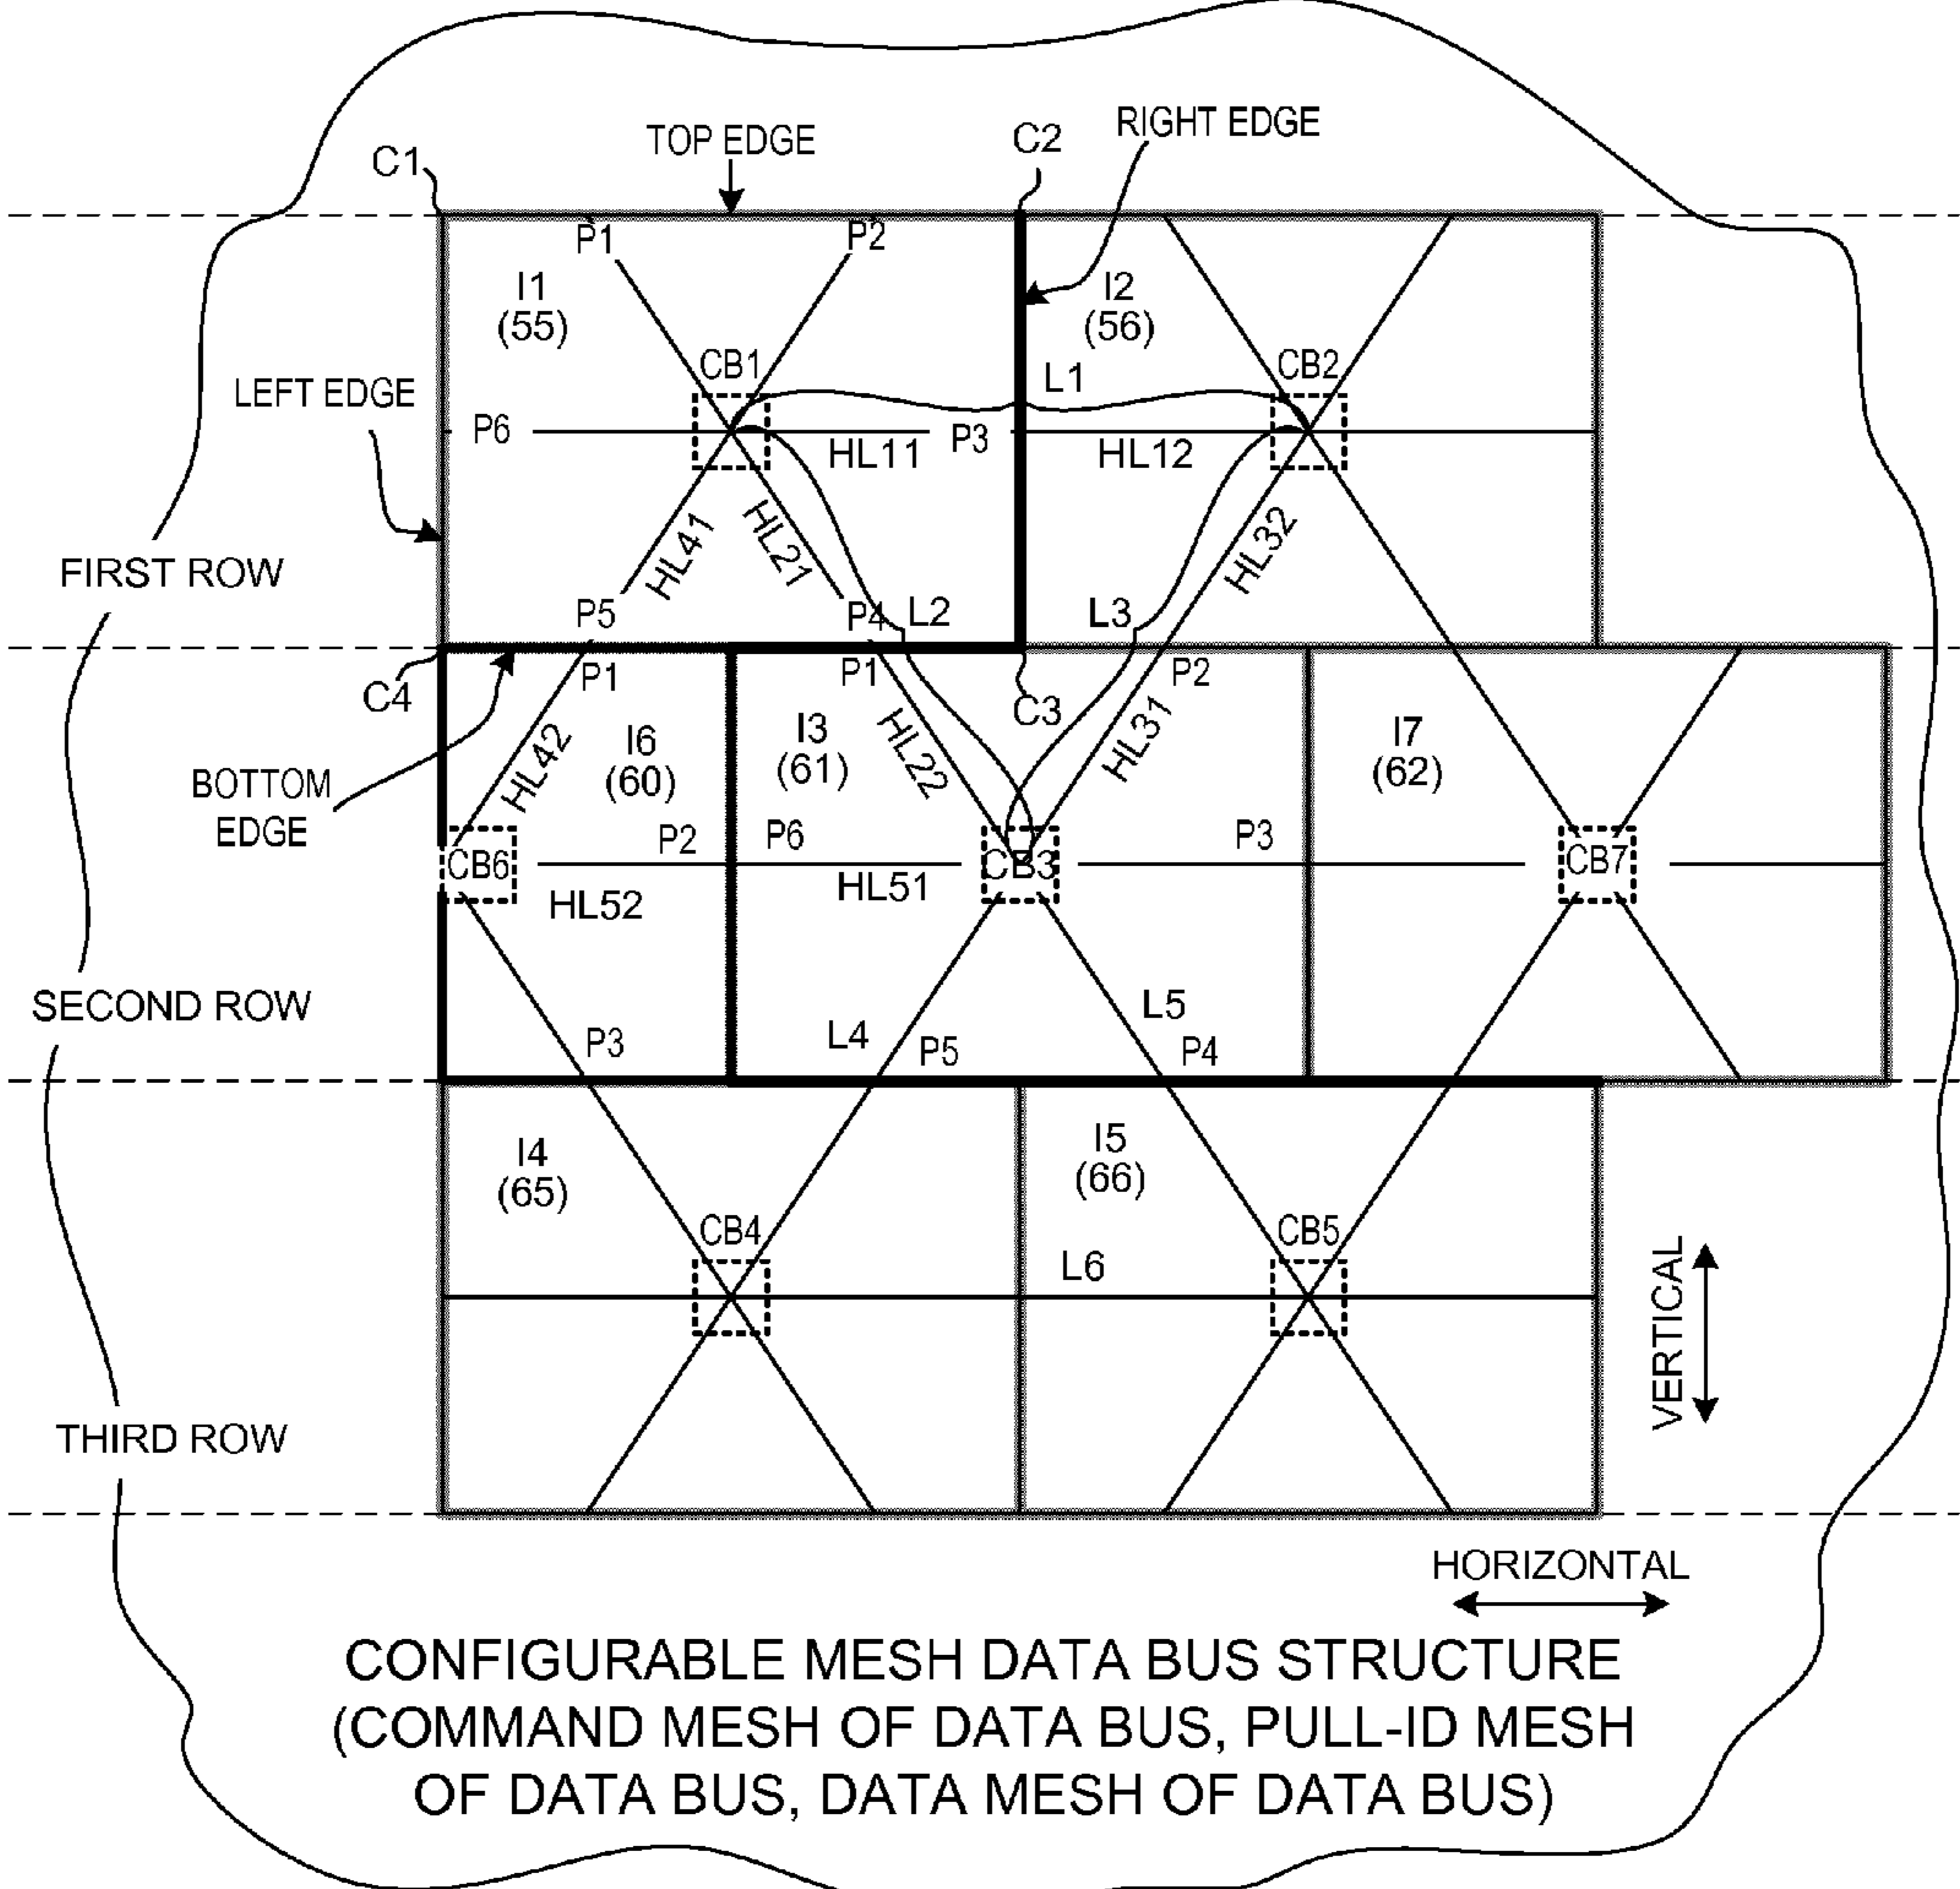 RIGHT EDGE
TOP EDGE
C2
C1
P1
P2
I1
(55)
I2
(56)
CB1
CB2
L1
LEFT EDGE
P6
P3
HL11
HL12
HL41
HL21
HL32
FIRST ROW
P5
P4
L2
L3
P1
P1
P2
C4
C3
HL42
I6
(60)
I3
(61)
HL22
HL31
I7
(62)
BOTTOM
EDGE
P2
P6
P3
CB6
CB3
CB7
HL52
HL51
SECOND ROW
L5
L4
P3
P5
P4
I4
(65)
I5
(66)
CB4
CB5
L6
VERTICAL
THIRD ROW
HORIZONTAL
CONFIGURABLE MESH DATA BUS STRUCTURE
(COMMAND MESH OF DATA BUS, PULL-ID MESH
OF DATA BUS, DATA MESH OF DATA BUS)